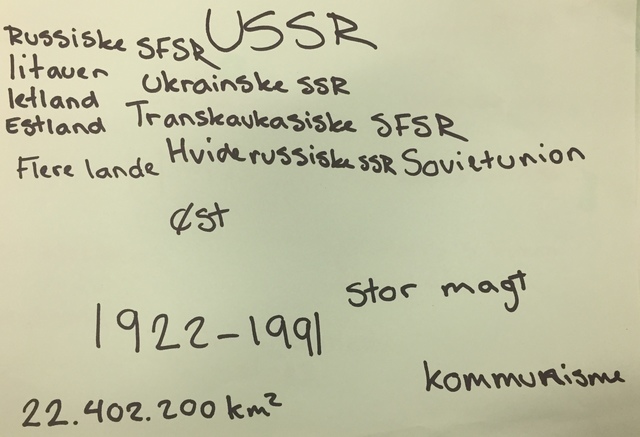 USSR
Russiske SFSR
litauen
Ukrainske SSR
letland
Transkaukasiske SFSR
Estland
Hviderussiske SSR
Sovietunion
Flere lande
Øst
stor magt
1922-1991
kommunisme
22.402.200 km²